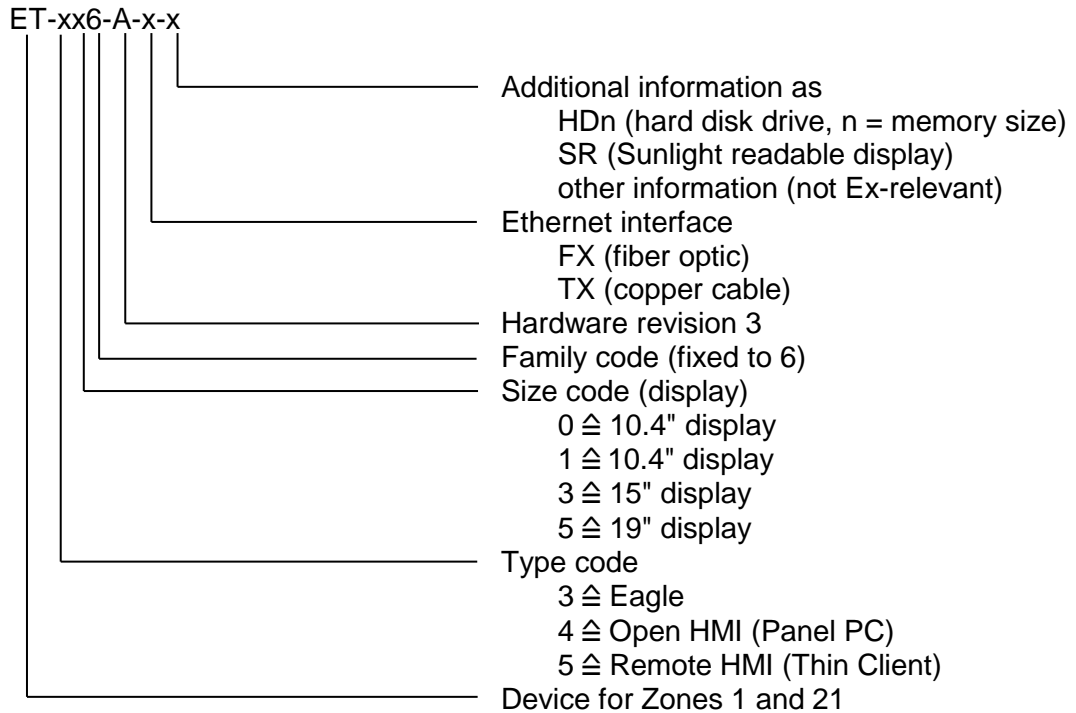 ET-xx6-A-x-x
Additional information as
HDn (hard disk drive, n = memory size)
SR (Sunlight readable display)
other information (not Ex-relevant)
Ethernet interface
FX (fiber optic)
TX (copper cable)
Hardware revision 3
Family code (fixed to 6)
Size code (display)
0 ≙ 10.4" display
1 ≙ 10.4" display
3 ≙ 15" display
5 ≙ 19" display
Type code
3 ≙ Eagle
4 ≙ Open HMI (Panel PC)
5 ≙ Remote HMI (Thin Client)
Device for Zones 1 and 21